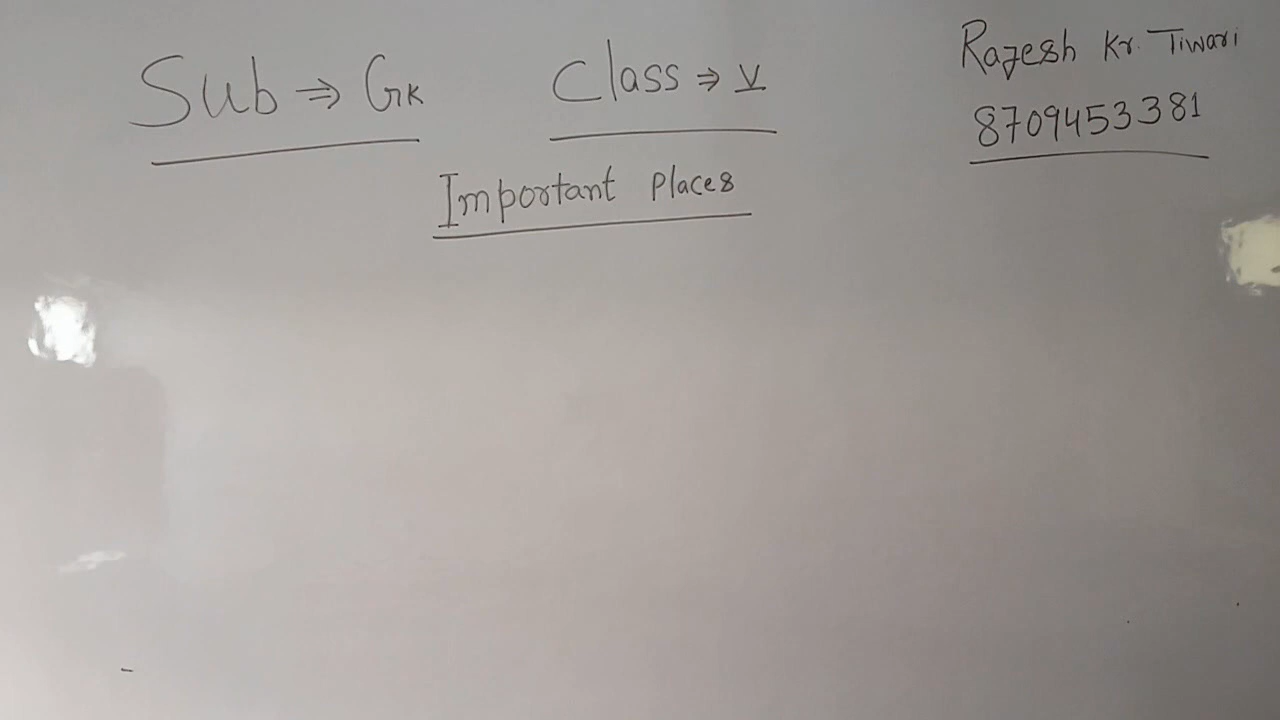 Sub ⇒ GK
Class ⇒ V
Rajesh Kr. Tiwari
8709453381
Important Places